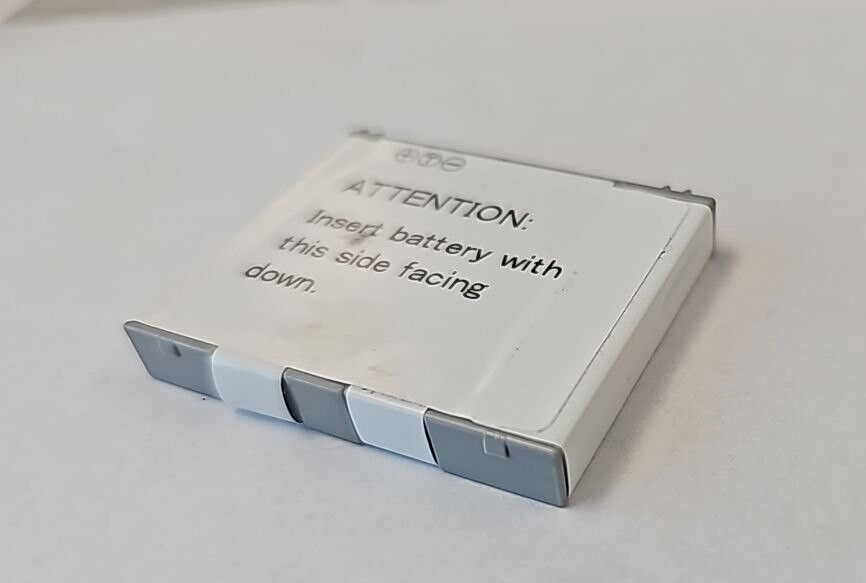 + T −
ATTENTION:
Insert battery with
this side facing
down.